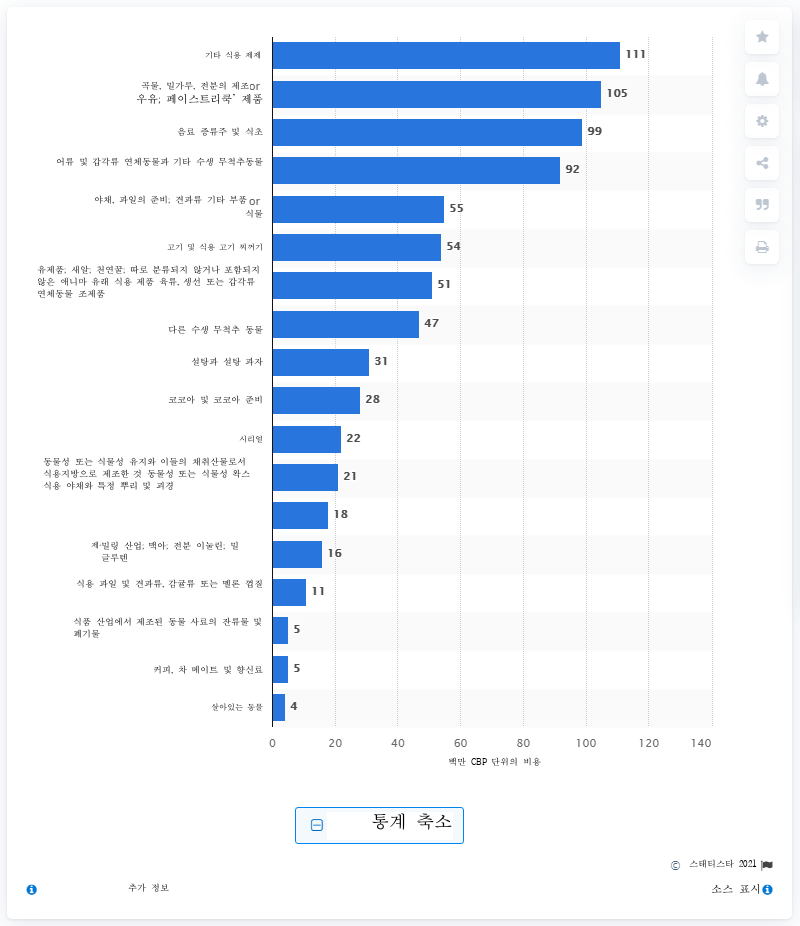 기타 식용 제제
111
곡물, 밀가루, 전분의 제조or
우유; 페이스트리쿡' 제품
105
음료 증류주 및 식초
99
어류 및 갑각류 연체동물과 기타 수생 무척추동물
92
야채, 과일의 준비; 견과류 기타 부품or
식물
55
고기 및 식용 고기 찌꺼기
54
유제품; 새알; 천연꿀; 따로 분류되지 않거나 포함되지
않은 애니마 유래 식용 제품 육류, 생선 또는 갑각류
연체동물 조제품
51
다른 수생 무척추 동물
47
설탕과 설탕 과자
31
코코아 및 코코아 준비
28
시리얼
22
동물성 또는 식물성 유지와 이들의 채취산물로서
식용지방으로 제조한 것 동물성 또는 식물성 왁스
식용 야채와 특정 뿌리 및 괴경
21
18
제·밀링 산업; 맥아; 전분 이눌린; 밀
글루텐
16
식용 과일 및 견과류, 감귤류 또는 멜론 껍질
11
식품 산업에서 제조된 동물 사료의 잔류물 및
폐기물
5
커피, 차 메이트 및 향신료
5
살아있는 동물
4
0 20 40 60 80 100 120 140
백만 CBP 단위의 비용
통계 축소
© 스태티스타 2021
추가 정보
소스 표시